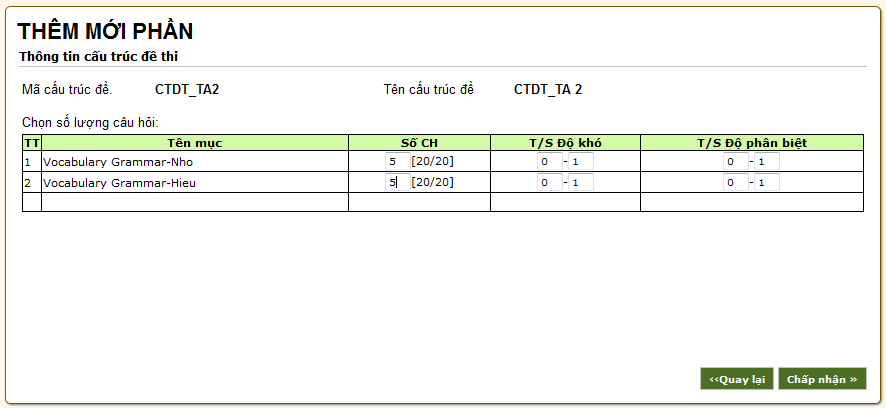 THÊM MỚI PHẦN
Thông tin cấu trúc đề thi
Mã cấu trúc đề. CTDT_TA2 Tên cấu trúc đề CTDT_TA 2
Chọn số lượng câu hỏi:
TT Tên mục Số CH T/S Độ khó T/S Độ phân biệt
1 Vocabulary Grammar-Nho 5 [20/20] 0 - 1 0 - 1
2 Vocabulary Grammar-Hieu 5 [20/20] 0 - 1 0 - 1
‹‹Quay lại Chấp nhận »